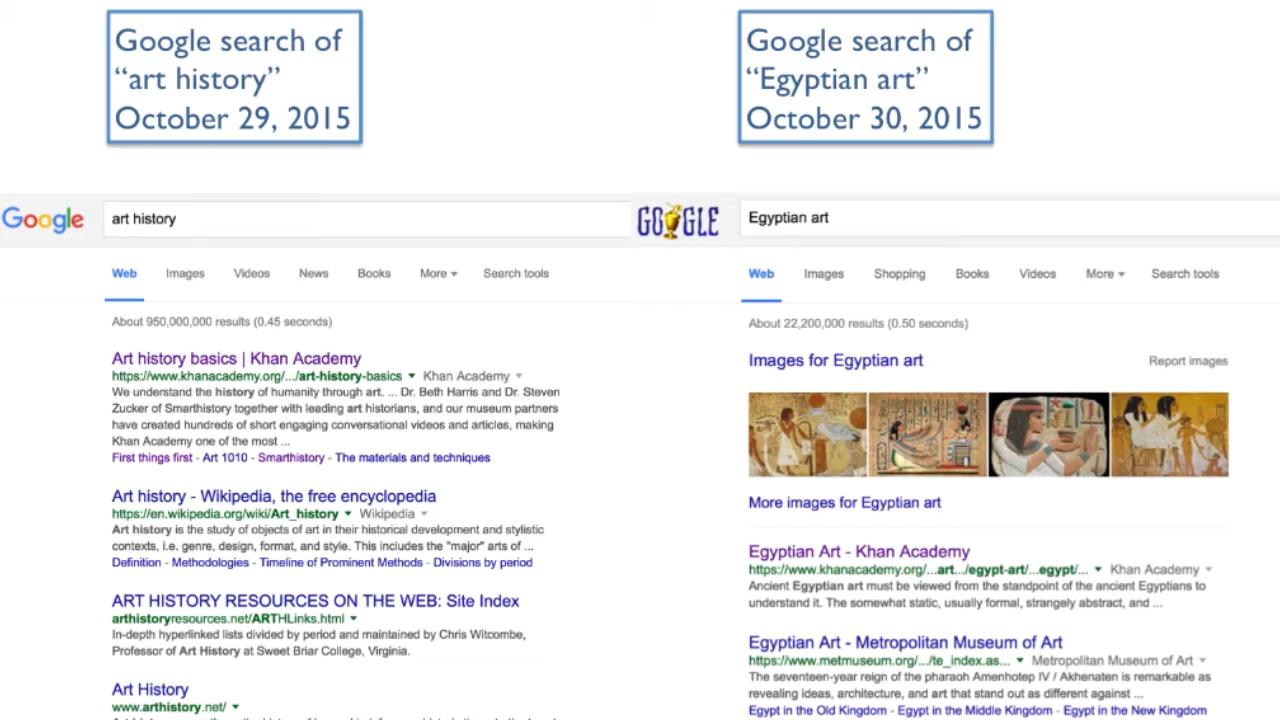 Google search of
“art history”
October 29, 2015
Google
art history
Web Images Videos News Books More Search tools
About 950,000,000 results (0.45 seconds)
Art history basics | Khan Academy
https://www.khanacademy.org/.../art-history-basics Khan Academy
We understand the history of humanity through art. ... Dr. Beth Harris and Dr. Steven
Zucker of Smarthistory together with leading art historians, and our museum partners
have created hundreds of short engaging conversational videos and articles, making
Khan Academy one of the most ...
First things first - Art 1010 - Smarthistory - The materials and techniques
Art history - Wikipedia, the free encyclopedia
https://en.wikipedia.org/wiki/Art_history Wikipedia
Art history is the study of objects of art in their historical development and stylistic
contexts, i.e. genre, design, format, and style. This includes the "major" arts of ...
Definition - Methodologies - Timeline of Prominent Methods - Divisions by period
ART HISTORY RESOURCES ON THE WEB: Site Index
arthistoryresources.net/ARTHLinks.html
In-depth hyperlinked lists divided by period and maintained by Chris Witcombe,
Professor of Art History at Sweet Briar College, Virginia.
Art History
www.arthistory.net/
Google search of
“Egyptian art”
October 30, 2015
GOOGLE
Egyptian art
Web Images Shopping Books Videos More Search tools
About 22,200,000 results (0.50 seconds)
Images for Egyptian art Report images
More images for Egyptian art
Egyptian Art - Khan Academy
https://www.khanacademy.org/...art.../egypt-art/...egypt/... Khan Academy
Ancient Egyptian art must be viewed from the standpoint of the ancient Egyptians to
understand it. The somewhat static, usually formal, strangely abstract, and ...
Egyptian Art - Metropolitan Museum of Art
https://www.metmuseum.org/.../te_index.as... Metropolitan Museum of Art
The seventeen-year reign of the pharaoh Amenhotep IV / Akhenaten is remarkable as
revealing ideas, architecture, and art that stand out as different against ...
Egypt in the Old Kingdom - Egypt in the Middle Kingdom - Egypt in the New Kingdom